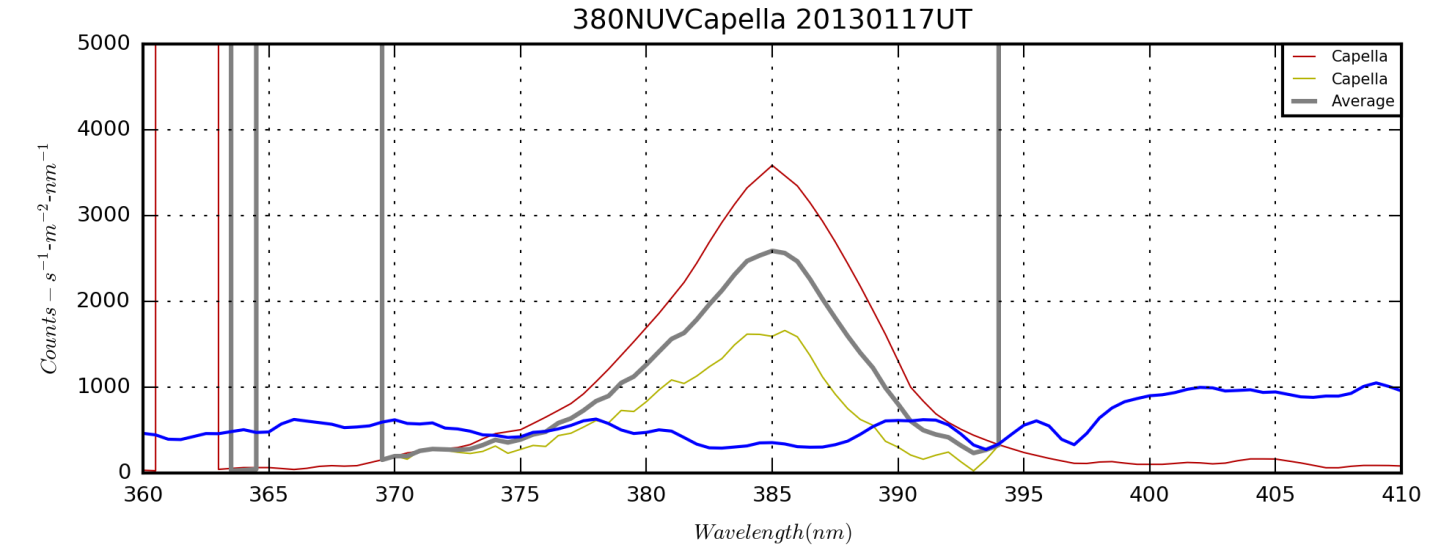 380NUVCapella 20130117UT
Counts − s⁻¹-m⁻²-nm⁻¹
5000
4000
3000
2000
1000
0
Capella
Capella
Average
360 365 370 375 380 385 390 395 400 405 410
Wavelength(nm)